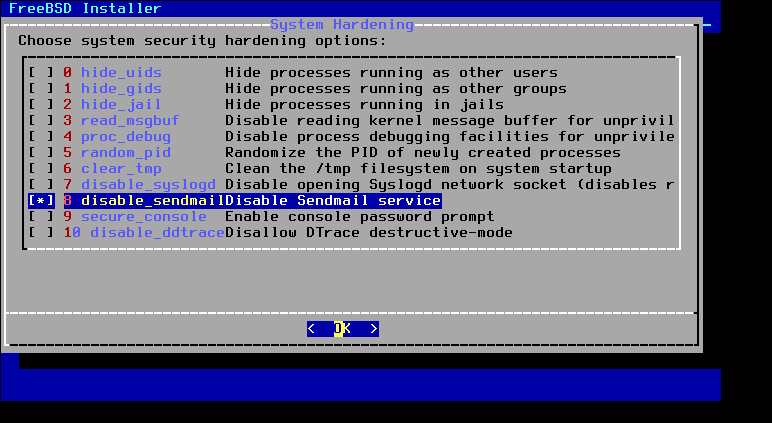 FreeBSD Installer
System Hardening
Choose system security hardening options:
[ ] 0 hide_uids Hide processes running as other users
[ ] 1 hide_gids Hide processes running as other groups
[ ] 2 hide_jail Hide processes running in jails
[ ] 3 read_msgbuf Disable reading kernel message buffer for unprivil
[ ] 4 proc_debug Disable process debugging facilities for unprivile
[ ] 5 random_pid Randomize the PID of newly created processes
[ ] 6 clear_tmp Clean the /tmp filesystem on system startup
[ ] 7 disable_syslogd Disable opening Syslogd network socket (disables r
[*] 8 disable_sendmail Disable Sendmail service
[ ] 9 secure_console Enable console password prompt
[ ] 10 disable_ddtrace Disallow DTrace destructive-mode
< OK >